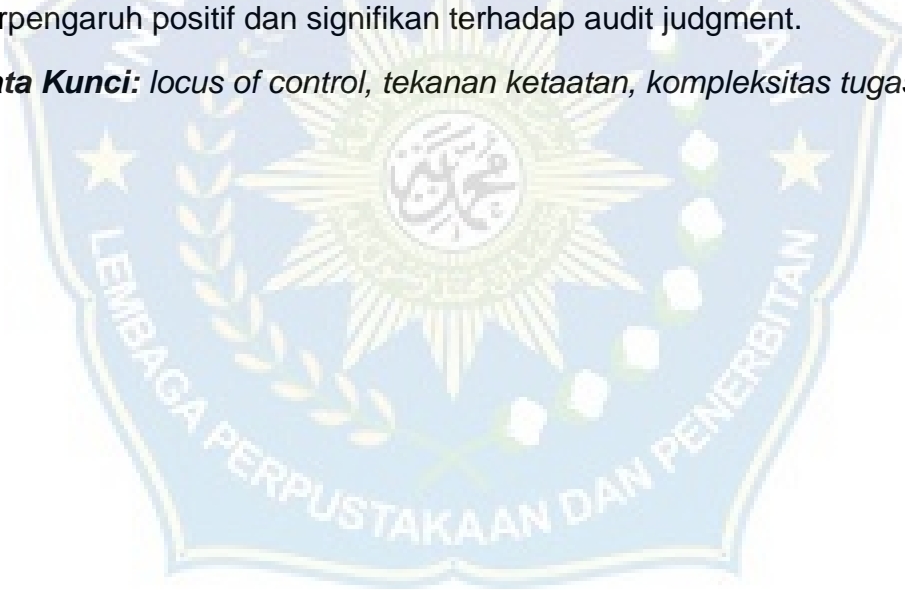 rpengaruh positif dan signifikan terhadap audit judgment.
ata Kunci: locus of control, tekanan ketaatan, kompleksitas tugas
LEMBAGA PERPUSTAKAAN DAN PENERBITAN